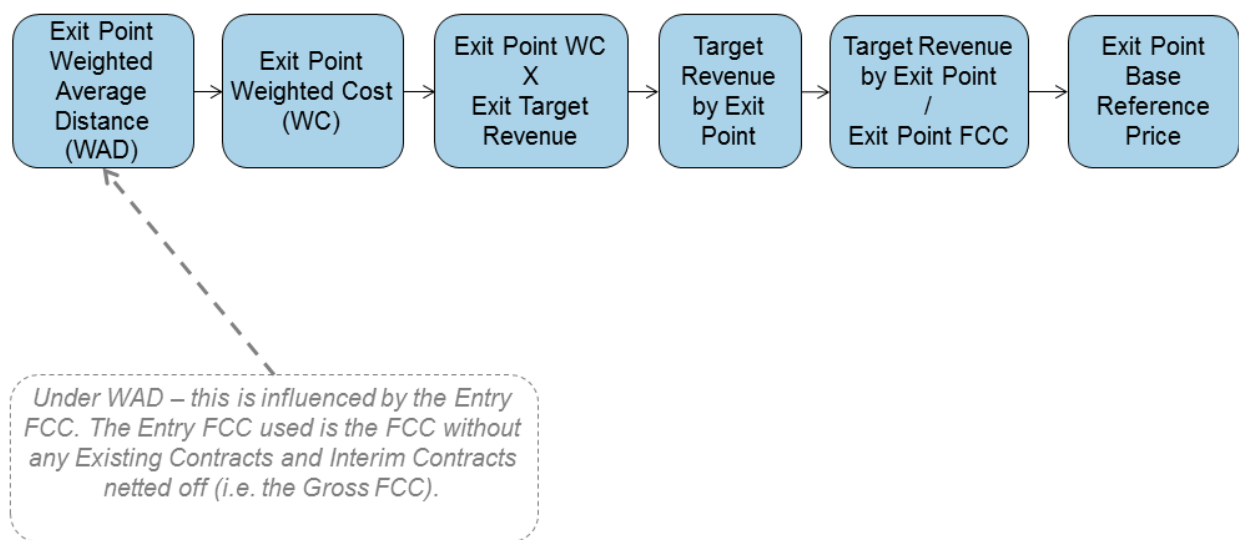 Exit Point
Weighted
Average
Distance
(WAD)
Exit Point
Weighted Cost
(WC)
Exit Point WC
X
Exit Target
Revenue
Target
Revenue
by Exit
Point
Target Revenue
by Exit Point
/
Exit Point FCC
Exit Point
Base
Reference
Price
Under WAD – this is influenced by the Entry
FCC. The Entry FCC used is the FCC without
any Existing Contracts and Interim Contracts
netted off (i.e. the Gross FCC).